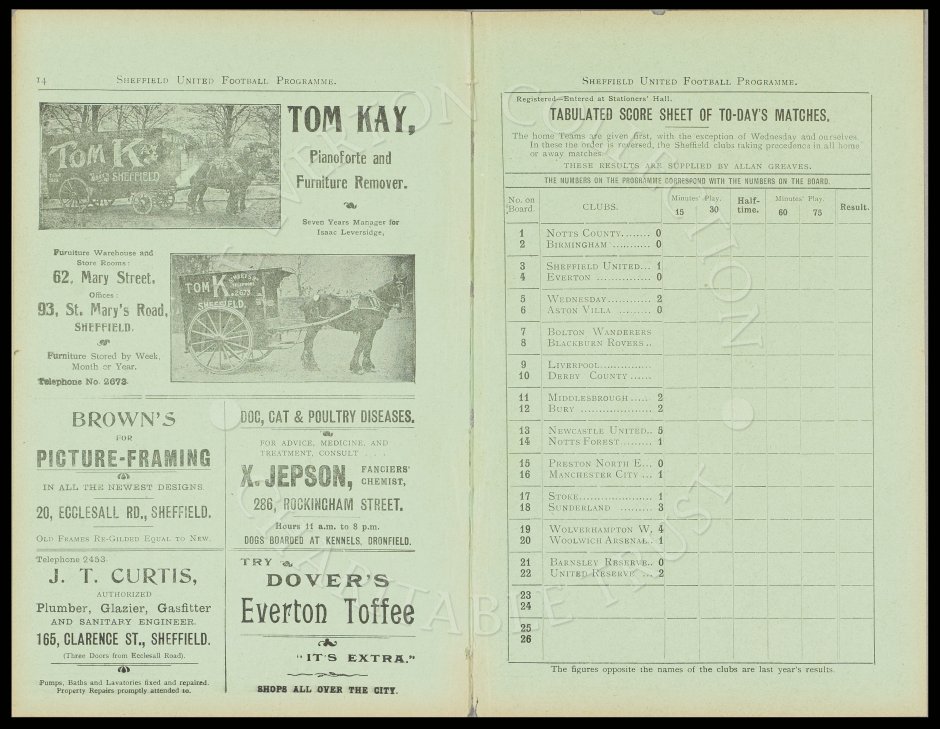 14
SHEFFIELD UNITED FOOTBALL PROGRAMME.
TOM KAY,
Pianoforte and
Furniture Remover.
Seven Years Manager for
Isaac Leversidge,
TOM K
SHEFFIELD
Furniture Warehouse and
Store Rooms:
62, Mary Street.
Offices:
93, St. Mary's Road,
SHEFFIELD.
Furniture Stored by Week,
Month or Year.
Telephone No. 2673.
TOM K
2673
SHEFFIELD.
BROWN'S
FOR
PICTURE-FRAMING
IN ALL THE NEWEST DESIGNS.
20, ECCLESALL RD., SHEFFIELD.
OLD FRAMES RE-GILDED EQUAL TO NEW.
DOG, CAT & POULTRY DISEASES.
FOR ADVICE, MEDICINE, AND
TREATMENT, CONSULT . . . .
X. JEPSON, FANCIERS' CHEMIST,
286, ROCKINGHAM STREET.
Hours 11 a.m. to 8 p.m.
DOGS BOARDED AT KENNELS, DRONFIELD.
Telephone 2453.
J. T. CURTIS,
AUTHORIZED
Plumber, Glazier, Gasfitter
AND SANITARY ENGINEER.
165, CLARENCE ST., SHEFFIELD.
(Three Doors from Ecclesall Road).
Pumps, Baths and Lavatories fixed and repaired.
Property Repairs promptly attended to.
TRY
DOVER'S
Everton Toffee
"IT'S EXTRA."
SHOPS ALL OVER THE CITY.
SHEFFIELD UNITED FOOTBALL PROGRAMME.
Registered—Entered at Stationers' Hall.
TABULATED SCORE SHEET OF TO-DAY'S MATCHES,
The home Teams are given first, with the exception of Wednesday and ourselves.
In these the order is reversed, the Sheffield clubs taking precedence in all home
or away matches
THESE RESULTS ARE SUPPLIED BY ALLAN GREAVES.
THE NUMBERS ON THE PROGRAMME CORRESPOND WITH THE NUMBERS ON THE BOARD.
No. on Board. CLUBS. Minutes' Play. 15 30 Half-time. Minutes' Play. 60 75 Result.
1 NOTTS COUNTY........ 0
2 BIRMINGHAM ........... 0
3 SHEFFIELD UNITED... 1
4 EVERTON ............... 0
5 WEDNESDAY............ 2
6 ASTON VILLA ......... 0
7 BOLTON WANDERERS
8 BLACKBURN ROVERS ..
9 LIVERPOOL...............
10 DERBY COUNTY ......
11 MIDDLESBROUGH ..... 2
12 BURY .................. 2
13 NEWCASTLE UNITED.. 5
14 NOTTS FOREST......... 1
15 PRESTON NORTH E... 0
16 MANCHESTER CITY ... 1
17 STOKE..................... 1
18 SUNDERLAND ......... 3
19 WOLVERHAMPTON W. 4
20 WOOLWICH ARSENAL.. 1
21 BARNSLEY RESERVE.. 0
22 UNITED RESERVE ... 2
23
24
25
26
The figures opposite the names of the clubs are last year's results.
CHARITABLE TRUST